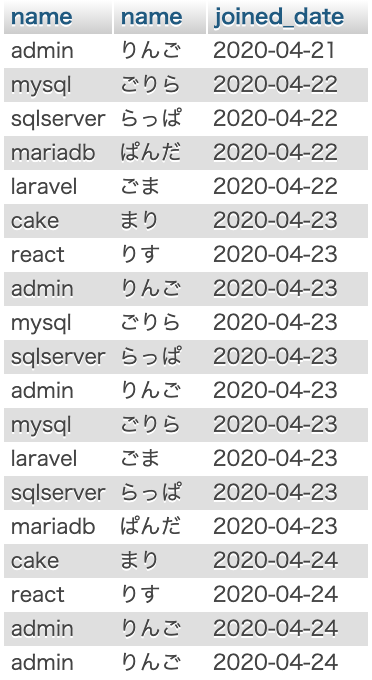 name name joined_date
admin りんご 2020-04-21
mysql ごりら 2020-04-22
sqlserver らっぱ 2020-04-22
mariadb ぱんだ 2020-04-22
laravel ごま 2020-04-22
cake まり 2020-04-23
react りす 2020-04-23
admin りんご 2020-04-23
mysql ごりら 2020-04-23
sqlserver らっぱ 2020-04-23
admin りんご 2020-04-23
mysql ごりら 2020-04-23
laravel ごま 2020-04-23
sqlserver らっぱ 2020-04-23
mariadb ぱんだ 2020-04-23
cake まり 2020-04-24
react りす 2020-04-24
admin りんご 2020-04-24
admin りんご 2020-04-24